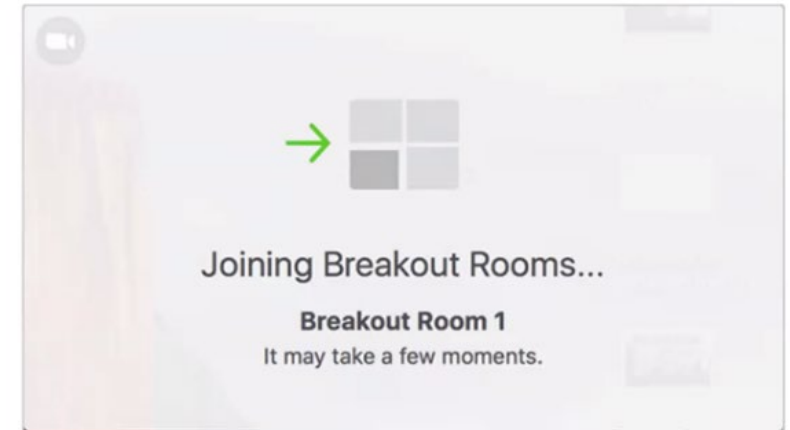 Joining Breakout Rooms...
Breakout Room 1
It may take a few moments.